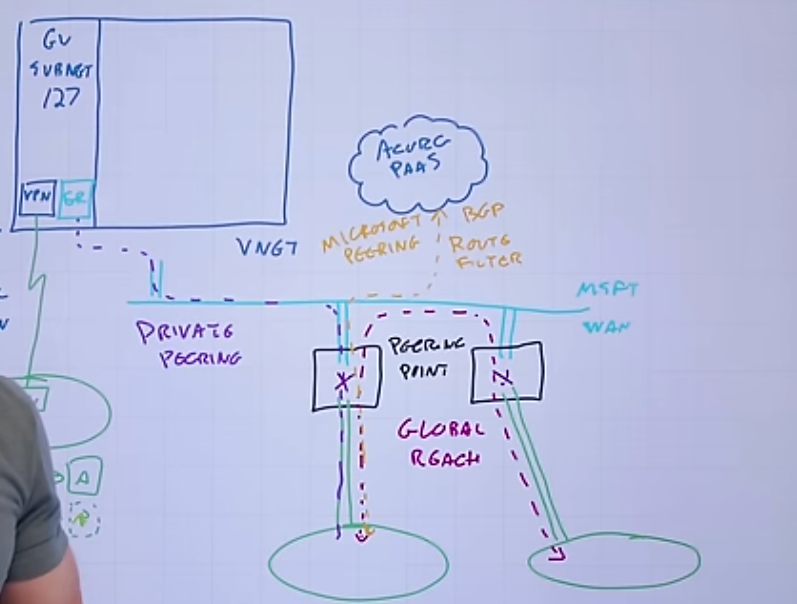 GW
SUBNET
/27
VPN
ER
VNET
AZURE
PAAS
MICROSOFT
PEERING
BGP
ROUTE
FILTER
MSFT
WAN
PRIVATE
PEERING
PEERING
POINT
GLOBAL
REACH
A